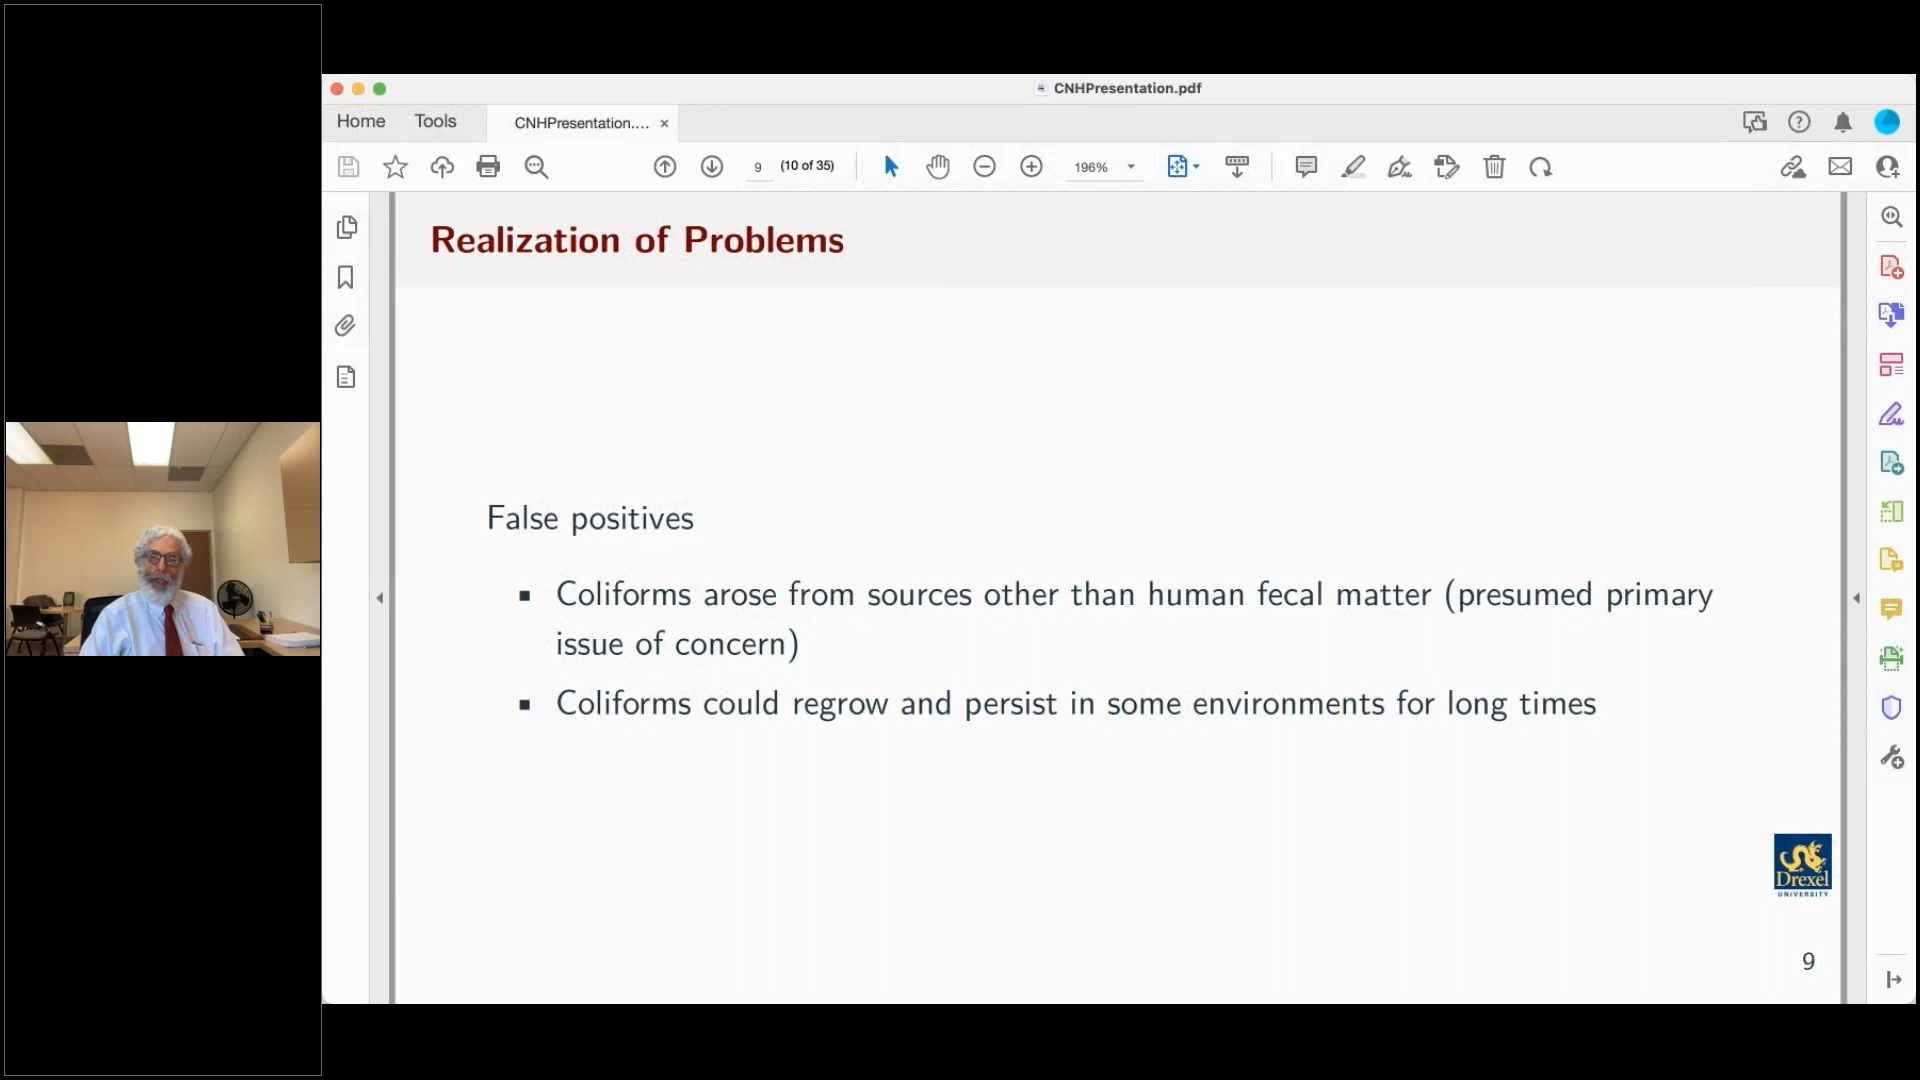 CNHPresentation.pdf
Home
Tools
CNHPresentation....
9
(10 of 35)
196%
Realization of Problems
False positives
▪ Coliforms arose from sources other than human fecal matter (presumed primary
issue of concern)
▪ Coliforms could regrow and persist in some environments for long times
Drexel
UNIVERSITY
9